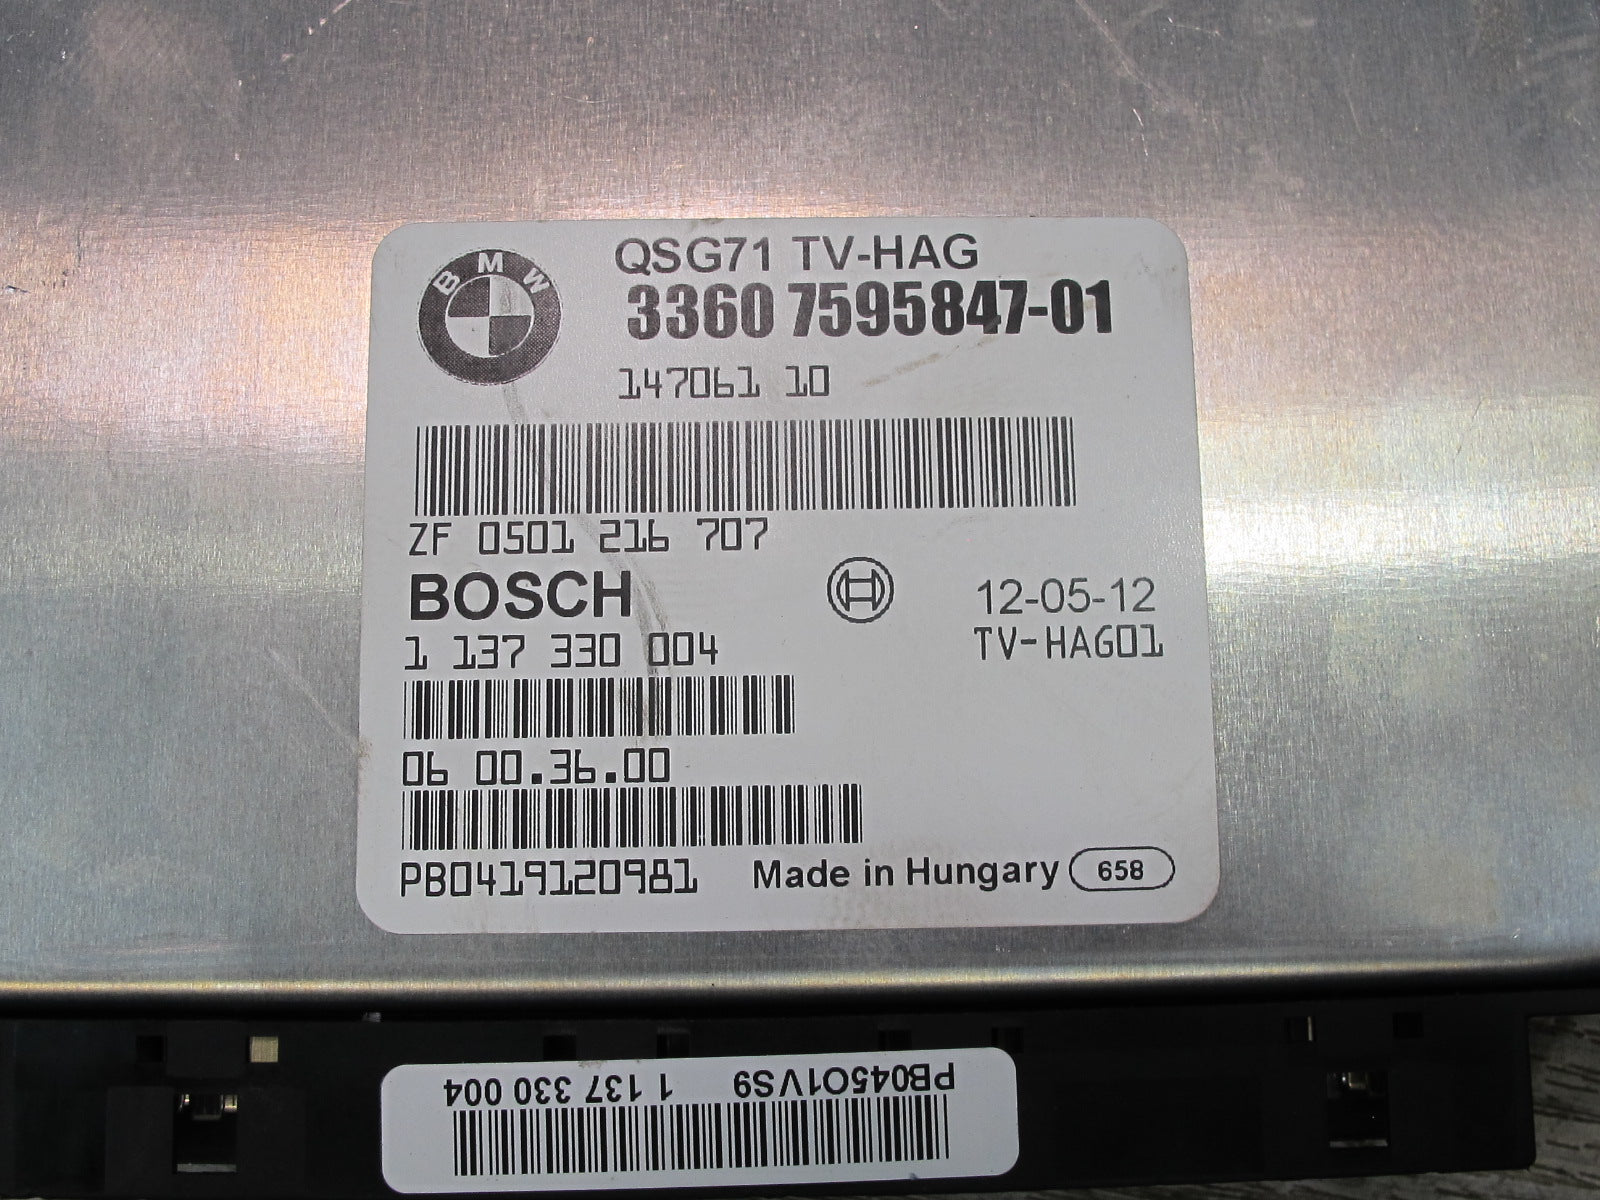 BMW
QSG71 TV-HAG
3360 7595847-01
147061 10
ZF 0501 216 707
BOSCH
12-05-12
1 137 330 004
TV-HAG01
06 00.36.00
PB0419120981
Made in Hungary 658
PB045O1VS9 1 137 330 004